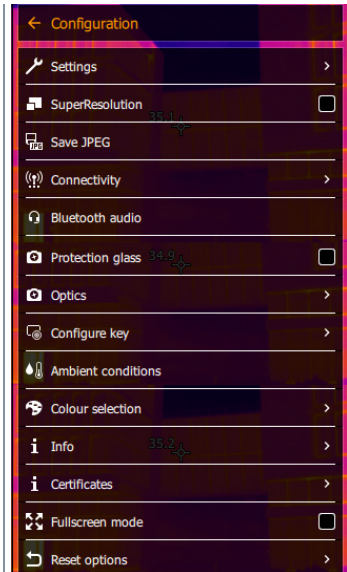 Configuration
Settings
SuperResolution
35.1
Save JPEG
Connectivity
Bluetooth audio
Protection glass
34.9
Optics
Configure key
Ambient conditions
Colour selection
Info
35.2
Certificates
Fullscreen mode
Reset options